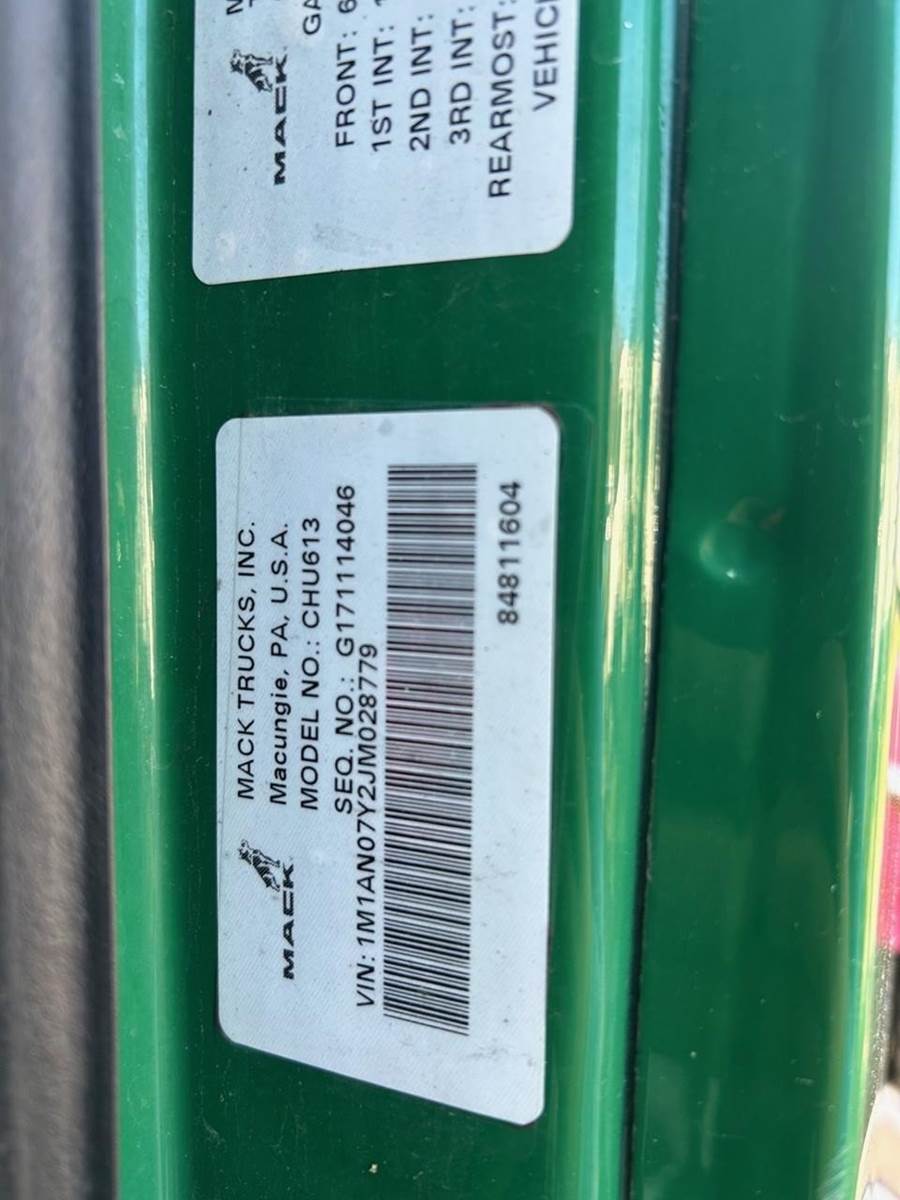 MACK TRUCKS, INC.
Macungie, PA, U.S.A.
MODEL NO.: CHU613
SEQ. NO.: G171114046
VIN: 1M1AN07Y2JM028779
84811604
MACK
MACK
FRONT: 6
1ST INT:
2ND INT:
3RD INT:
REARMOST: